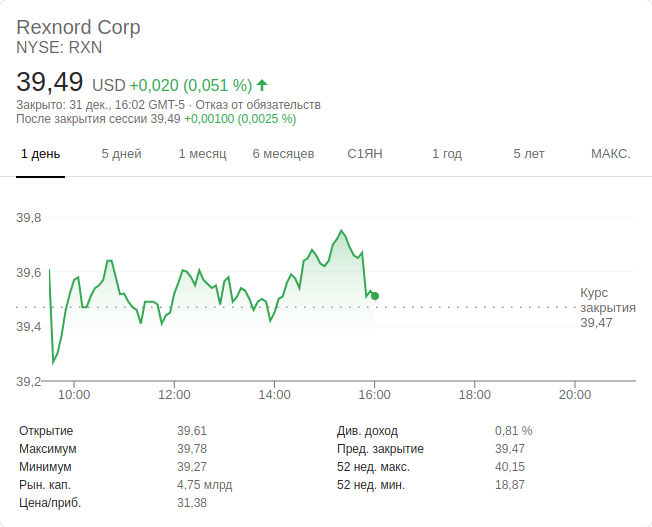 Rexnord Corp
NYSE: RXN
39,49 USD +0,020 (0,051 %)
Закрыто: 31 дек., 16:02 GMT-5 · Отказ от обязательств
После закрытия сессии 39,49 +0,00100 (0,0025 %)
1 день 5 дней 1 месяц 6 месяцев С1ЯН 1 год 5 лет МАКС.
39,8
39,6
39,4
39,2
Курс
закрытия
39,47
10:00 12:00 14:00 16:00 18:00 20:00
Открытие 39,61 Див. доход 0,81 %
Максимум 39,78 Пред. закрытие 39,47
Минимум 39,27 52 нед. макс. 40,15
Рын. кап. 4,75 млрд 52 нед. мин. 18,87
Цена/приб. 31,38